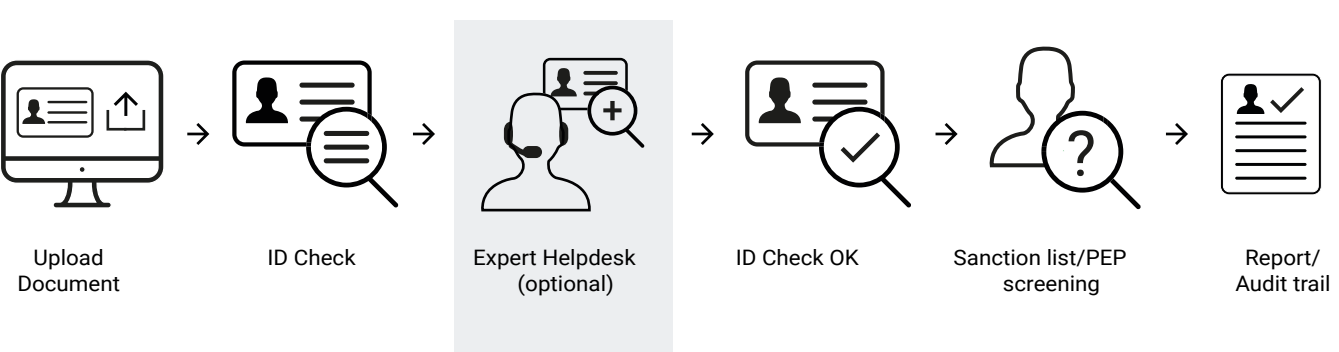 Upload
Document
ID Check
Expert Helpdesk
(optional)
ID Check OK
Sanction list/PEP
screening
Report/
Audit trail